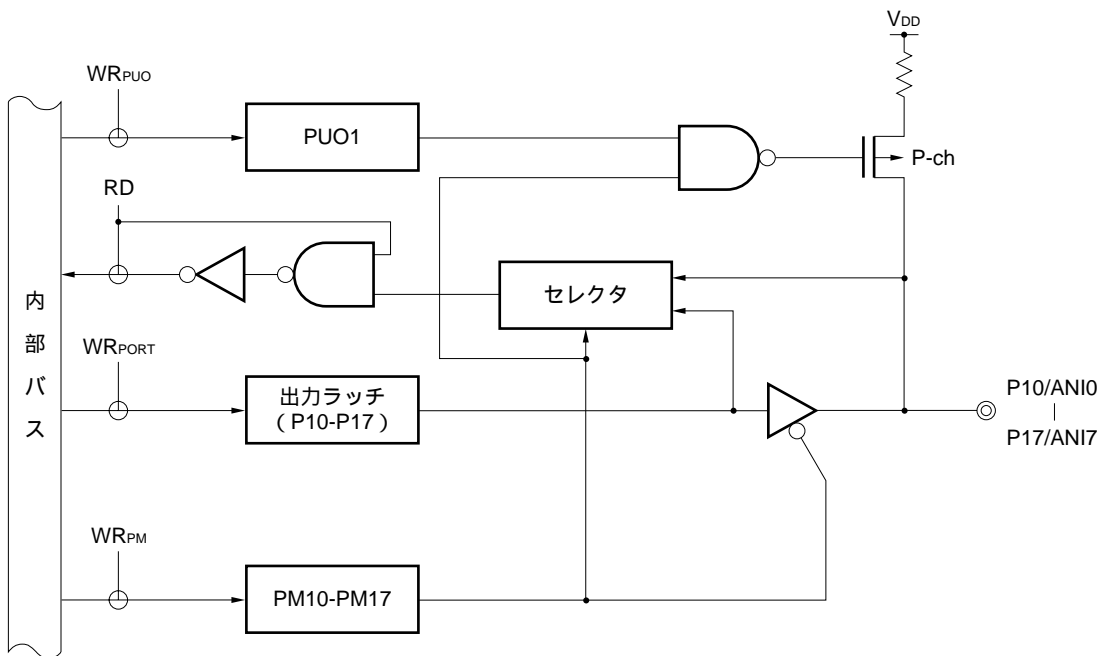 VDD
WRPUO
PUO1
P-ch
RD
セレクタ
内部バス
WRPORT
出力ラッチ
(P10-P17)
P10/ANI0
P17/ANI7
WRPM
PM10-PM17